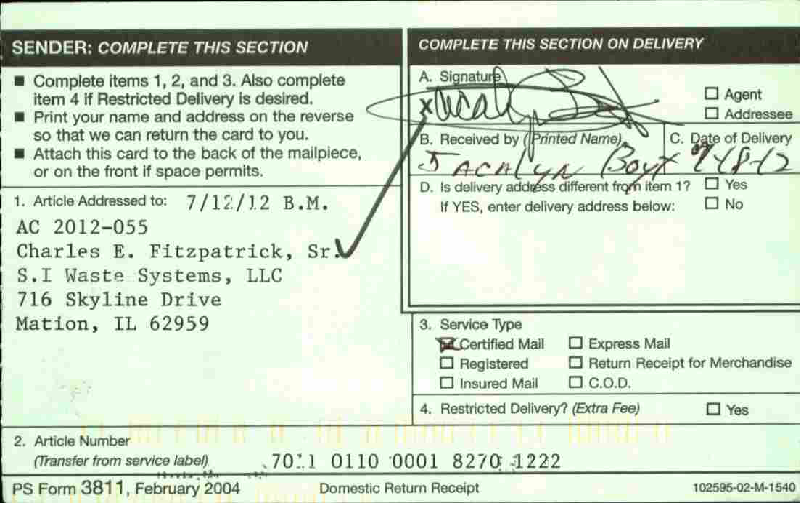 SENDER: COMPLETE THIS SECTION
■ Complete items 1, 2, and 3. Also complete
item 4 if Restricted Delivery is desired.
■ Print your name and address on the reverse
so that we can return the card to you.
■ Attach this card to the back of the mailpiece,
or on the front if space permits.
1. Article Addressed to: 7/12/12 B.M.
AC 2012-055
Charles E. Fitzpatrick, Sr.
S.I Waste Systems, LLC
716 Skyline Drive
Mation, IL 62959
2. Article Number
(Transfer from service label) 7011 0110 0001 8270 1222
COMPLETE THIS SECTION ON DELIVERY
A. Signature
X
☐ Agent
☐ Addressee
B. Received by (Printed Name)
Jacalyn
C. Date of Delivery
D. Is delivery address different from item 1? ☐ Yes
If YES, enter delivery address below: ☐ No
3. Service Type
☒ Certified Mail ☐ Express Mail
☐ Registered ☐ Return Receipt for Merchandise
☐ Insured Mail ☐ C.O.D.
4. Restricted Delivery? (Extra Fee) ☐ Yes
PS Form 3811, February 2004 Domestic Return Receipt 102595-02-M-1540